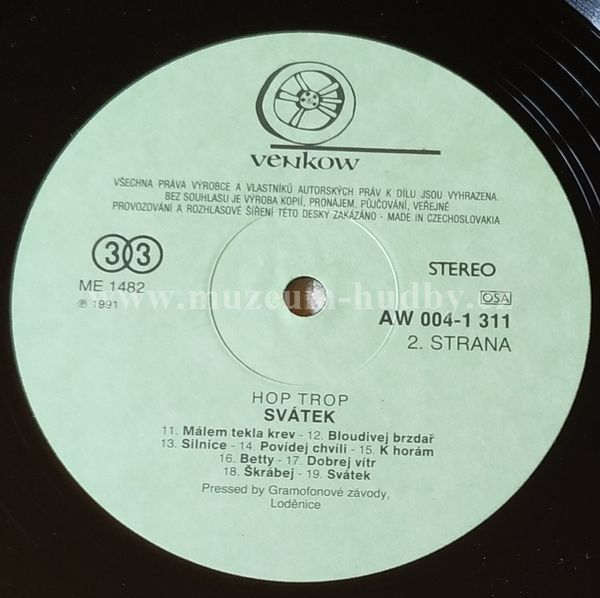 VENKOW
VŠECHNA PRÁVA VÝROBCE A VLASTNÍKŮ AUTORSKÝCH PRÁV K DÍLU JSOU VYHRAZENA.
BEZ SOUHLASU JE VÝROBA KOPIÍ, PRONÁJEM, PŮJČOVÁNÍ, VEŘEJNÉ
PROVOZOVÁNÍ A ROZHLASOVÉ ŠÍŘENÍ TÉTO DESKY ZAKÁZÁNO - MADE IN CZECHOSLOVAKIA
33
ME 1482
℗ 1991
STEREO
OSA
AW 004-1 311
2. STRANA
www.muzeum-hudby.cz
HOP TROP
SVÁTEK
11. Málem tekla krev - 12. Bloudivej brzdař
13. Silnice - 14. Povídej chvíli - 15. K horám
16. Betty - 17. Dobrej vítr
18. Škrábej - 19. Svátek
Pressed by Gramofonové závody,
Loděnice